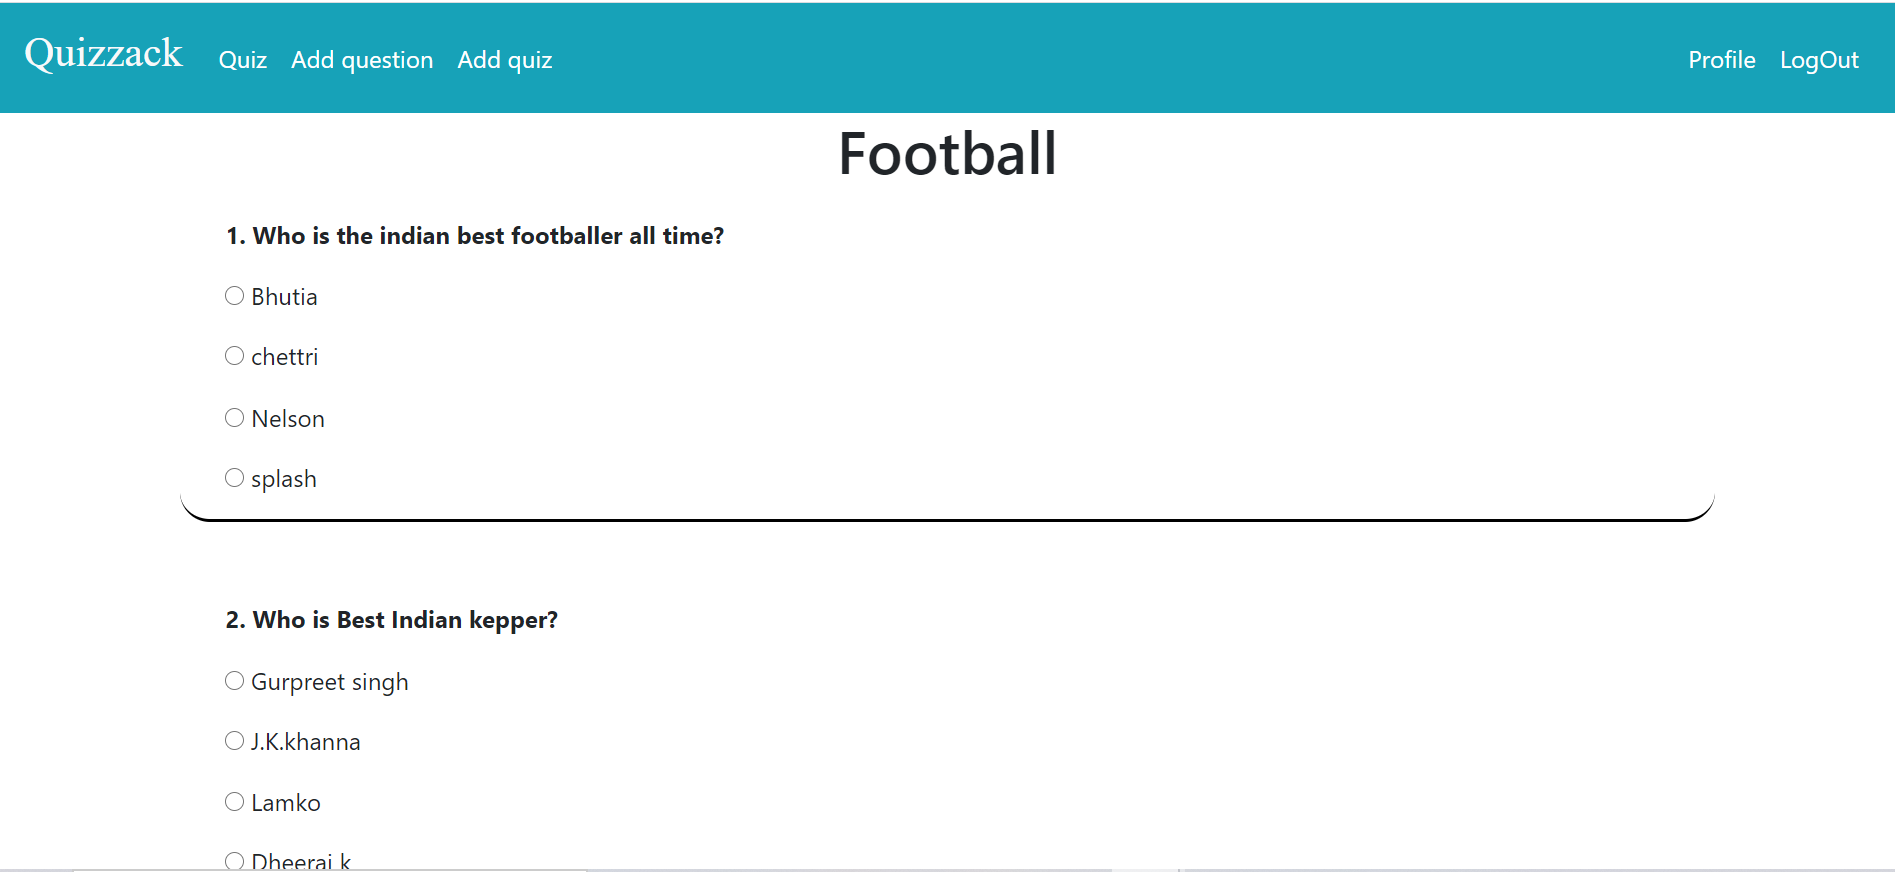 Quizzack Quiz Add question Add quiz Profile LogOut
Football
1. Who is the indian best footballer all time?
Bhutia
chettri
Nelson
splash
2. Who is Best Indian kepper?
Gurpreet singh
J.K.khanna
Lamko
Dheeraj k